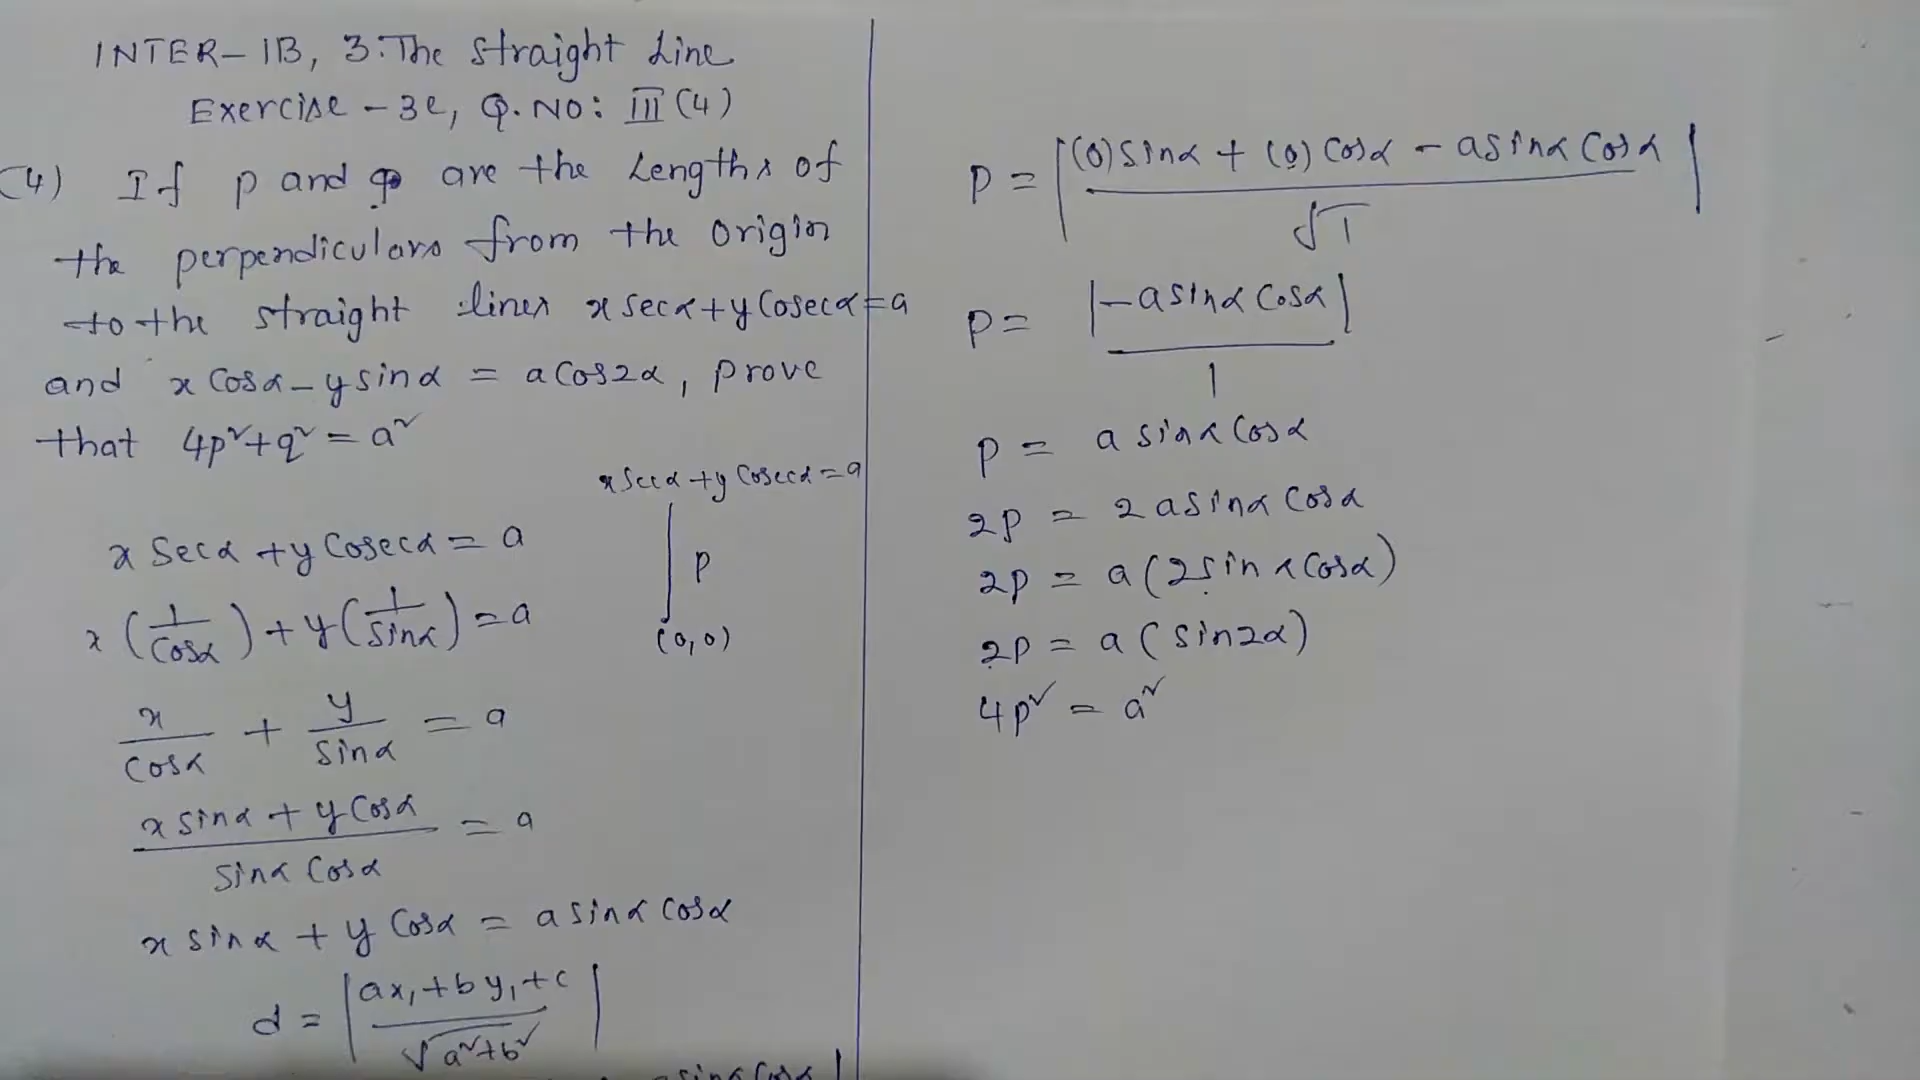 INTER-IB, 3:The Straight Line
Exercise - 3e, Q.NO: III (4)
(4) If p and q are the Lengths of
the perpendiculars from the origin
to the straight lines x secα+y Cosecα=a
and x Cosα - y sinα = a Cos2α, prove
that 4p²+q² = a²
x Secα +y Cosecα = a
x Secα + y Cosecα = a
p
(0,0)
x (1/Cosα) + y (1/Sinα) = a
x/Cosα + y/Sinα = a
(x sinα + y Cosα)/(Sinα Cosα) = a
x sinα + y Cosα = a sinα cosα
d = |(ax₁ + by₁ + c)/√(a²+b²)|
a sinα Cosα|
P = |((0) Sinα + (0) Cosα - a sinα Cosα)/√1|
P = |-a sinα Cosα|/1
P = a sinα Cosα
2p = 2 a Sinα Cosα
2p = a (2 Sinα Cosα)
2p = a (Sin2α)
4p² = a²